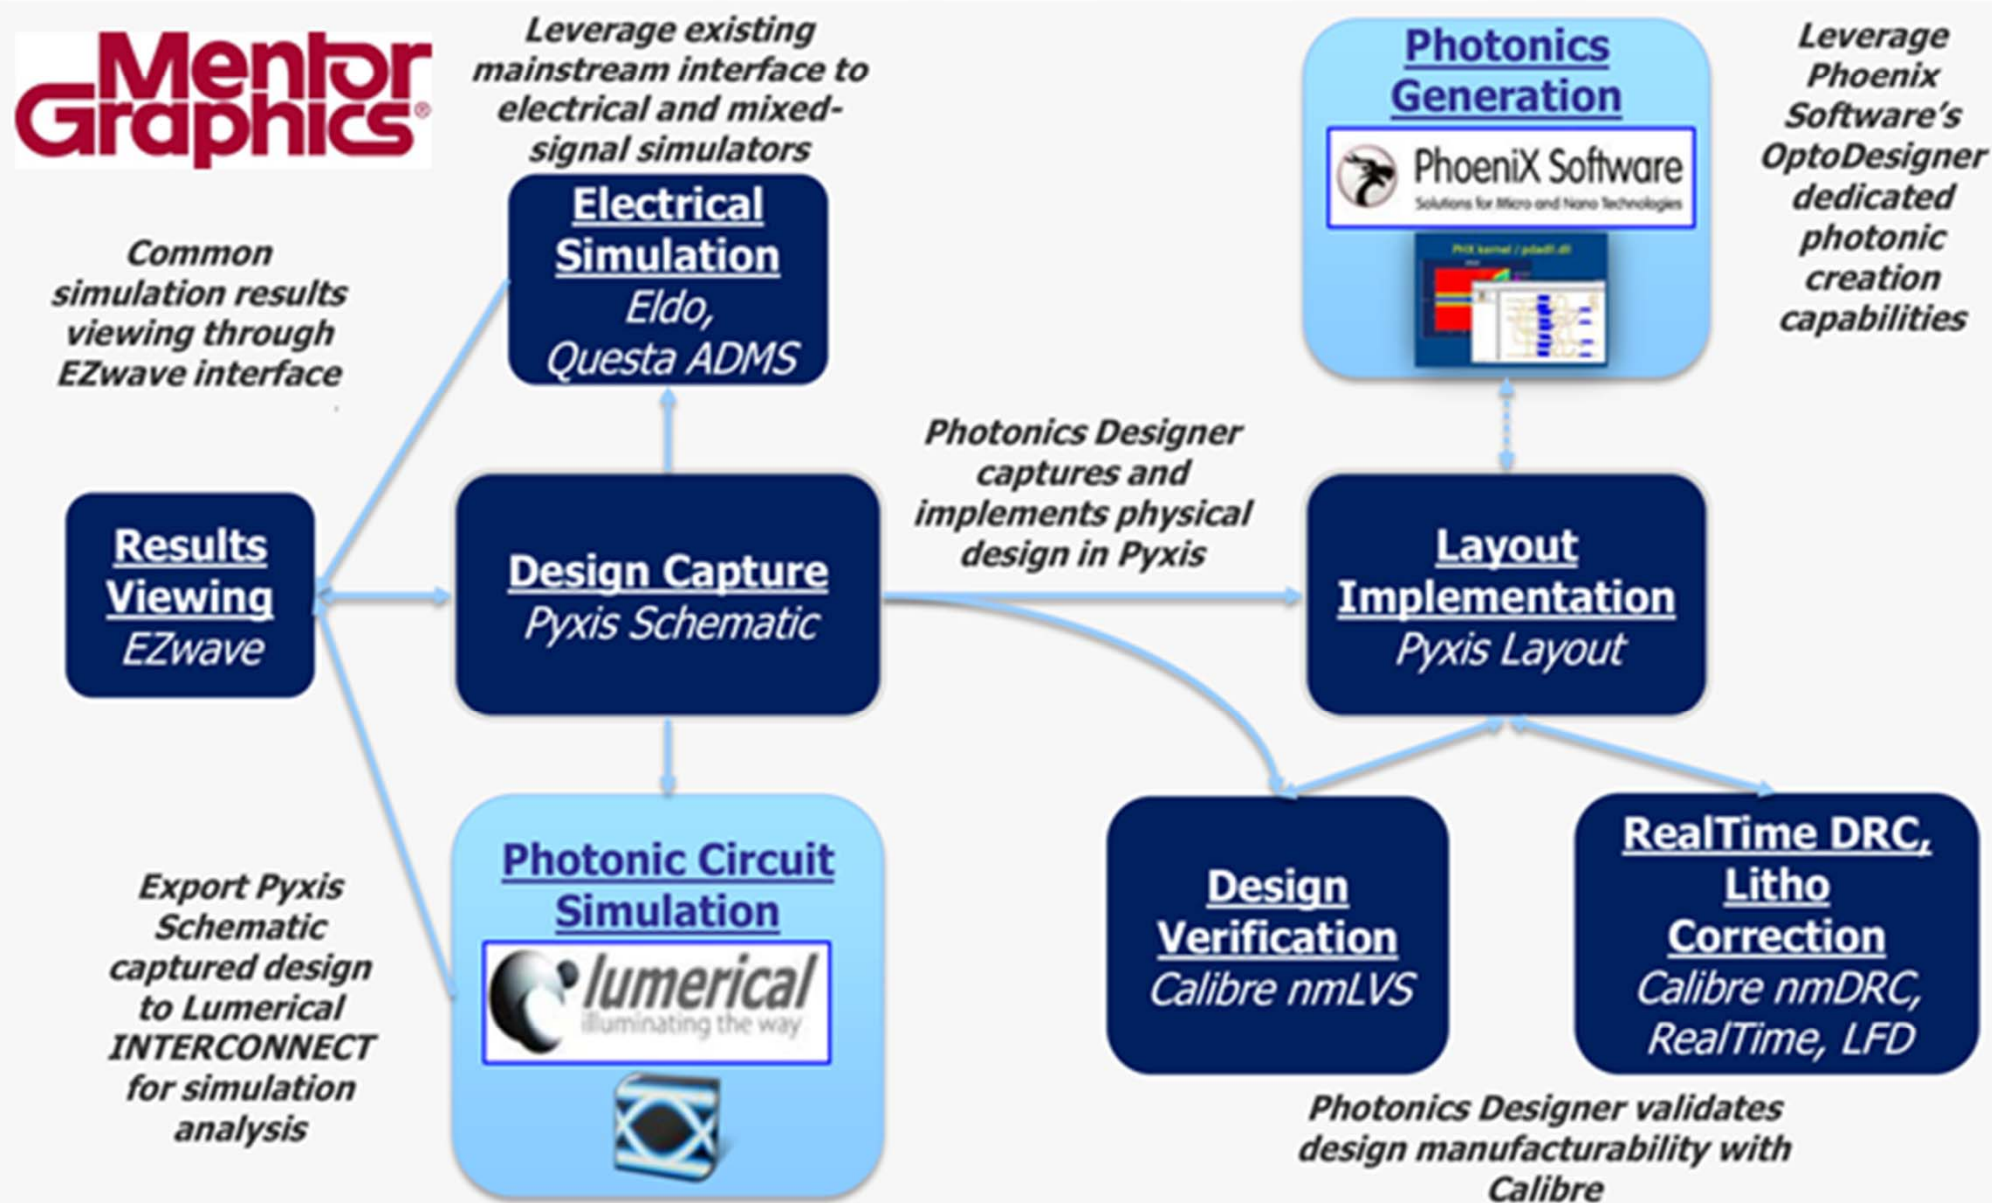 Mentor
Graphics®
Leverage existing
mainstream interface to
electrical and mixed-
signal simulators
Photonics
Generation
PhoeniX Software
Solutions for Micro and Nano Technologies
PHX kernel / pdadfl.dll
Leverage
Phoenix
Software's
OptoDesigner
dedicated
photonic
creation
capabilities
Electrical
Simulation
Eldo,
Questa ADMS
Common
simulation results
viewing through
EZwave interface
Photonics Designer
captures and
implements physical
design in Pyxis
Results
Viewing
EZwave
Design Capture
Pyxis Schematic
Layout
Implementation
Pyxis Layout
Export Pyxis
Schematic
captured design
to Lumerical
INTERCONNECT
for simulation
analysis
Photonic Circuit
Simulation
lumerical
illuminating the way
Design
Verification
Calibre nmLVS
RealTime DRC,
Litho
Correction
Calibre nmDRC,
RealTime, LFD
Photonics Designer validates
design manufacturability with
Calibre